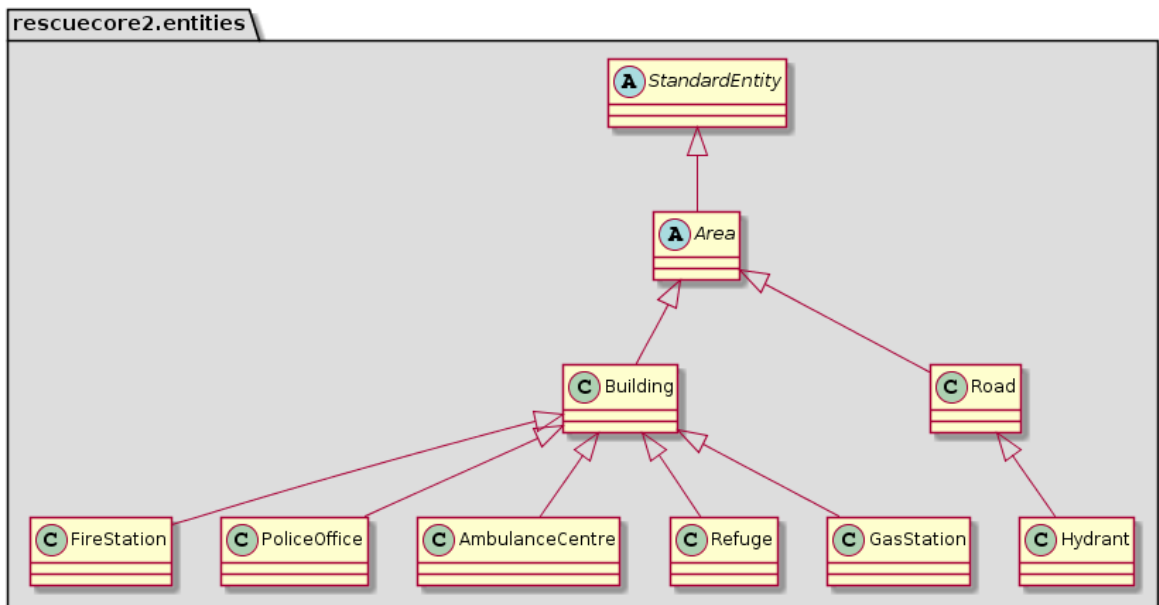 rescuecore2.entities
A StandardEntity
A Area
C Building
C Road
C FireStation
C PoliceOffice
C AmbulanceCentre
C Refuge
C GasStation
C Hydrant